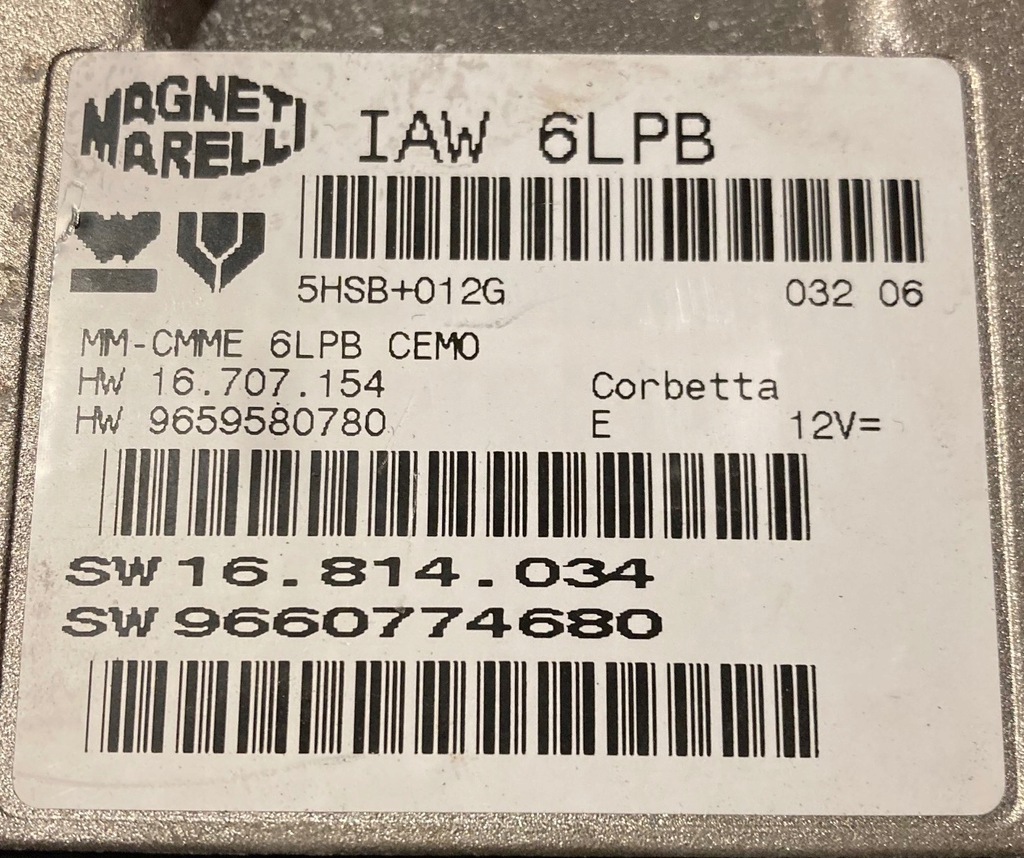 MAGNETI
MARELLI
IAW 6LPB
5HSB+012G 032 06
MM-CMME 6LPB CEMO
HW 16.707.154 Corbetta
HW 9659580780 E 12V=
SW 16.814.034
SW 9660774680